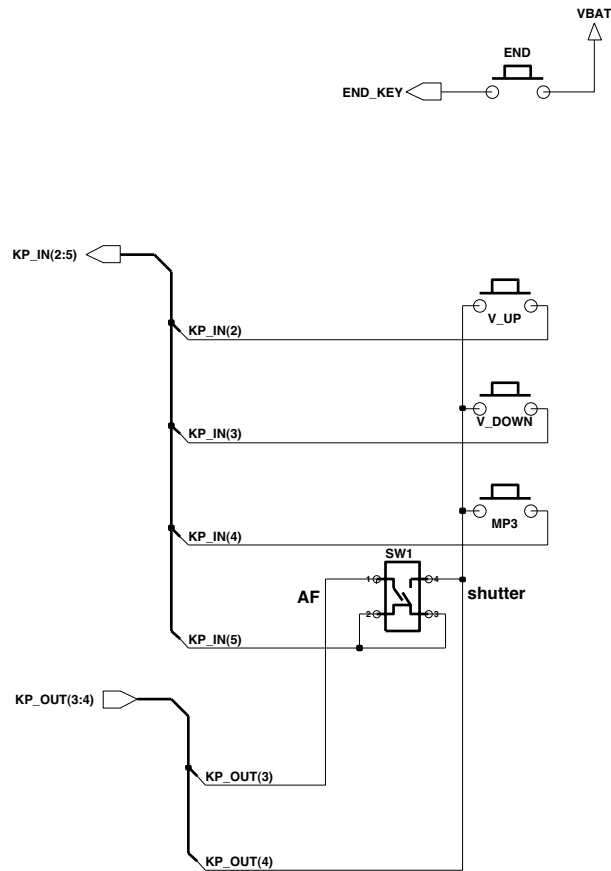 VBAT
END
END_KEY
KP_IN(2:5)
V_UP
KP_IN(2)
V_DOWN
KP_IN(3)
MP3
KP_IN(4)
SW1
1 4
AF shutter
2 3
KP_IN(5)
KP_OUT(3:4)
KP_OUT(3)
KP_OUT(4)